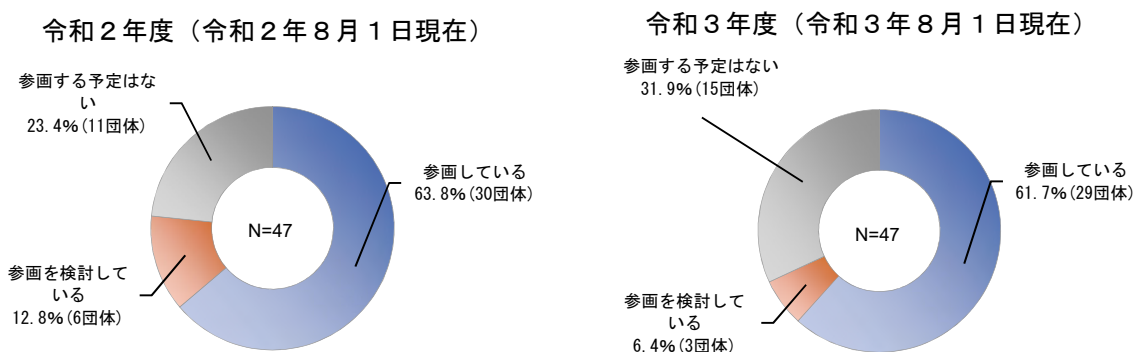 令和２年度（令和２年８月１日現在）
参画する予定はな
い
23.4%(11団体)
参画している
63.8%(30団体)
N=47
参画を検討して
いる
12.8%(6団体)
令和３年度（令和３年８月１日現在）
参画する予定はない
31.9%(15団体)
参画している
61.7%(29団体)
N=47
参画を検討して
いる
6.4%(3団体)